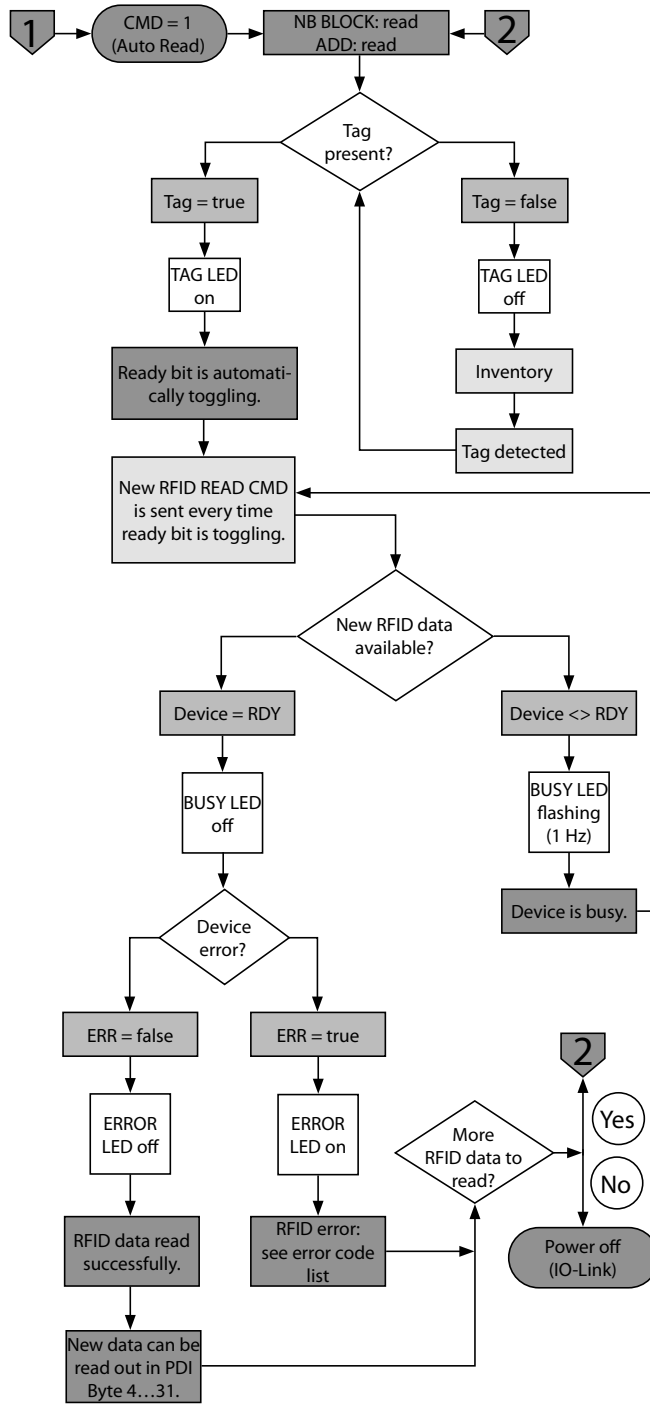 1
CMD = 1
(Auto Read)
NB BLOCK: read
ADD: read
2
Tag
present?
Tag = true
Tag = false
TAG LED
on
TAG LED
off
Ready bit is automati-
cally toggling.
Inventory
Tag detected
New RFID READ CMD
is sent every time
ready bit is toggling.
New RFID data
available?
Device = RDY
Device <> RDY
BUSY LED
off
BUSY LED
flashing
(1 Hz)
Device is busy.
Device
error?
ERR = false
ERR = true
ERROR
LED off
ERROR
LED on
More
RFID data to
read?
2
Yes
No
RFID data read
successfully.
RFID error:
see error code
list
Power off
(IO-Link)
New data can be
read out in PDI
Byte 4…31.